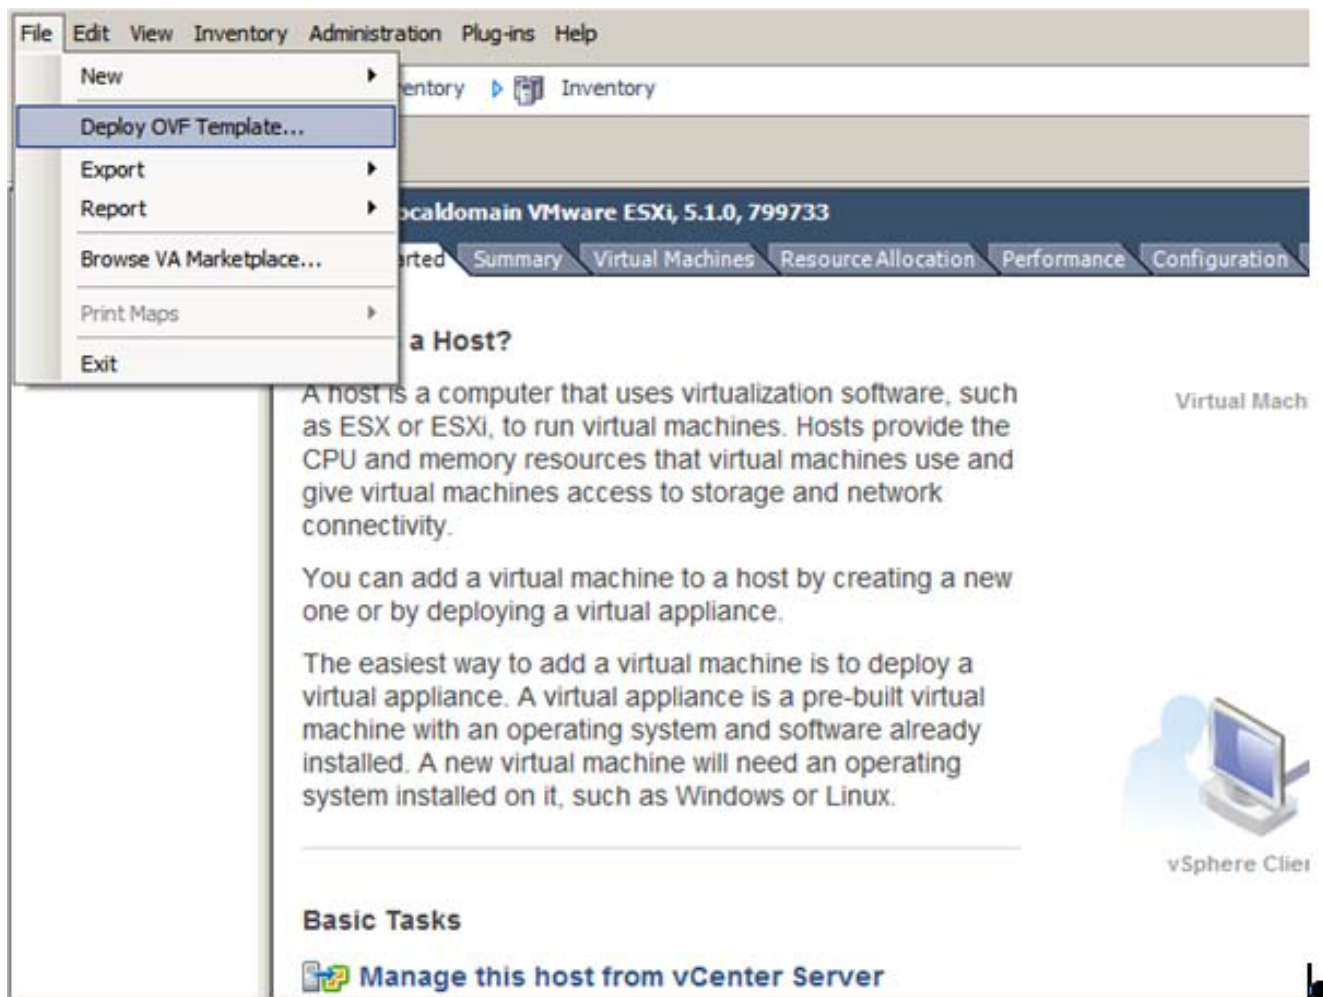 File Edit View Inventory Administration Plug-ins Help
New
entory Inventory
Deploy OVF Template...
Export
Report
ocaldomain VMware ESXi, 5.1.0, 799733
Browse VA Marketplace...
arted Summary Virtual Machines Resource Allocation Performance Configuration
Print Maps
Exit
a Host?
A host is a computer that uses virtualization software, such
as ESX or ESXi, to run virtual machines. Hosts provide the
CPU and memory resources that virtual machines use and
give virtual machines access to storage and network
connectivity.
You can add a virtual machine to a host by creating a new
one or by deploying a virtual appliance.
The easiest way to add a virtual machine is to deploy a
virtual appliance. A virtual appliance is a pre-built virtual
machine with an operating system and software already
installed. A new virtual machine will need an operating
system installed on it, such as Windows or Linux.
Virtual Mach
vSphere Clier
Basic Tasks
Manage this host from vCenter Server